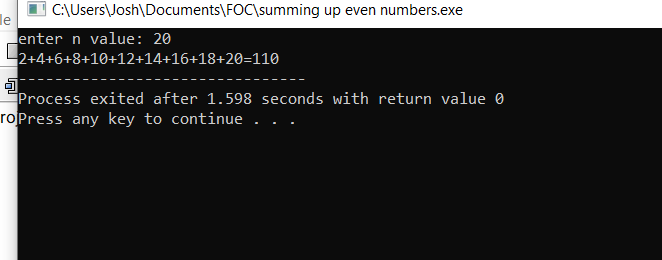 C:\Users\Josh\Documents\FOC\summing up even numbers.exe
le
enter n value: 20
2+4+6+8+10+12+14+16+18+20=110
--------------------------------
Process exited after 1.598 seconds with return value 0
Press any key to continue . . .
roj